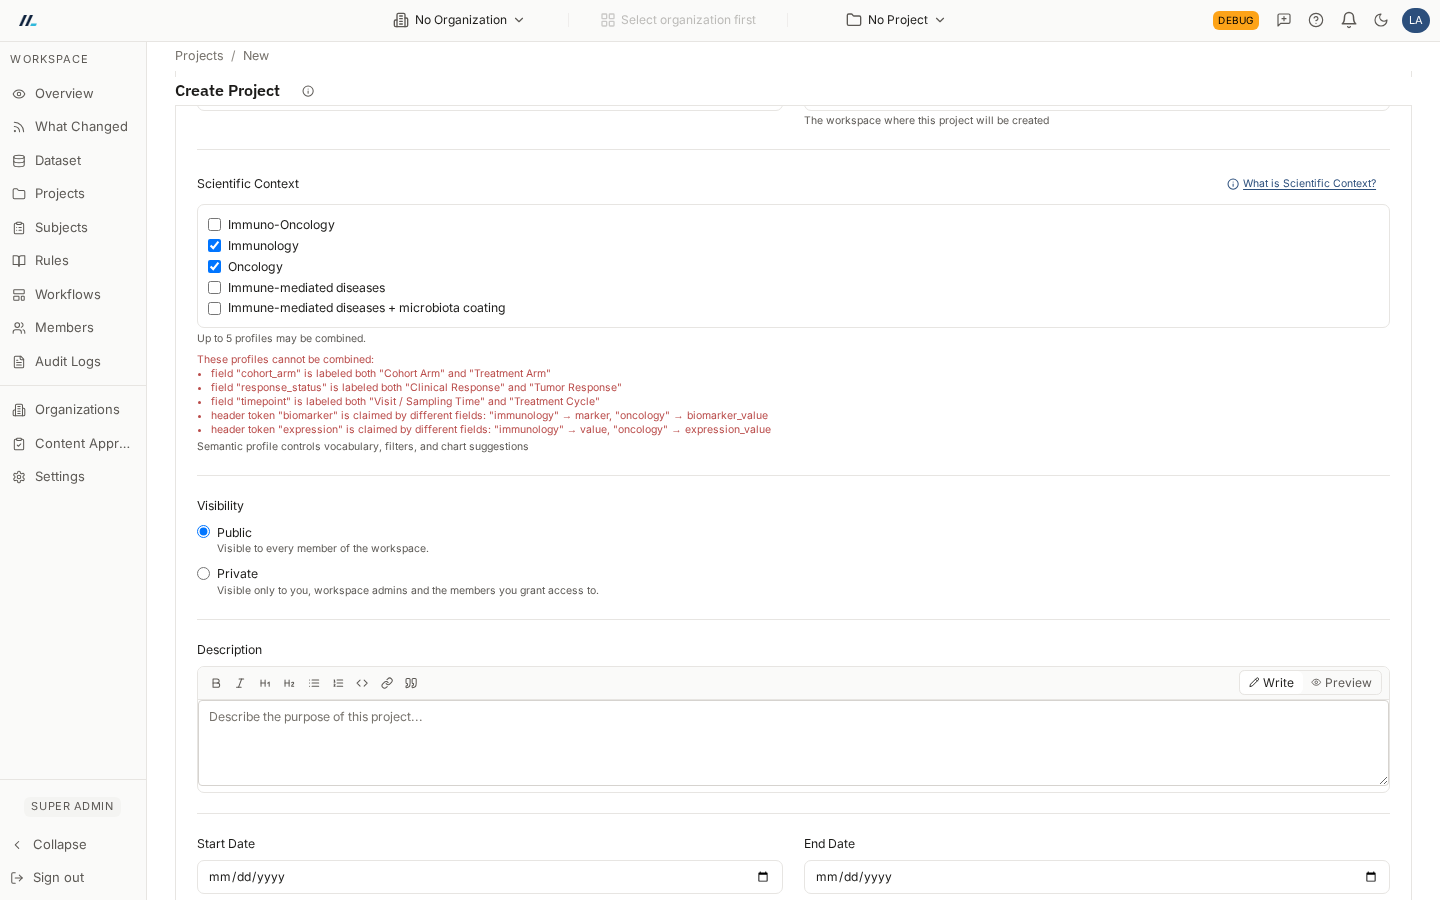 No Organization
Select organization first
No Project
DEBUG
LA
WORKSPACE
Overview
What Changed
Dataset
Projects
Subjects
Rules
Workflows
Members
Audit Logs
Organizations
Content Appr...
Settings
SUPER ADMIN
Collapse
Sign out
Projects / New
Create Project
The workspace where this project will be created
Scientific Context
What is Scientific Context?
Immuno-Oncology
Immunology
Oncology
Immune-mediated diseases
Immune-mediated diseases + microbiota coating
Up to 5 profiles may be combined.
These profiles cannot be combined:
• field "cohort_arm" is labeled both "Cohort Arm" and "Treatment Arm"
• field "response_status" is labeled both "Clinical Response" and "Tumor Response"
• field "timepoint" is labeled both "Visit / Sampling Time" and "Treatment Cycle"
• header token "biomarker" is claimed by different fields: "immunology" → marker, "oncology" → biomarker_value
• header token "expression" is claimed by different fields: "immunology" → value, "oncology" → expression_value
Semantic profile controls vocabulary, filters, and chart suggestions
Visibility
Public
Visible to every member of the workspace.
Private
Visible only to you, workspace admins and the members you grant access to.
Description
H1 H2
Write
Preview
Describe the purpose of this project...
Start Date
End Date
mm/dd/yyyy
mm/dd/yyyy